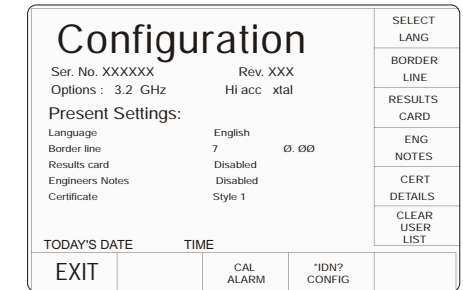 Configuration
Ser. No. XXXXXX Rev. XXX
Options : 3.2 GHz Hi acc xtal
Present Settings:
Language English
Border line 7 Ø. ØØ
Results card Disabled
Engineers Notes Disabled
Certificate Style 1
TODAY'S DATE TIME
SELECT
LANG
BORDER
LINE
RESULTS
CARD
ENG
NOTES
CERT
DETAILS
CLEAR
USER
LIST
EXIT
CAL
ALARM
*IDN?
CONFIG